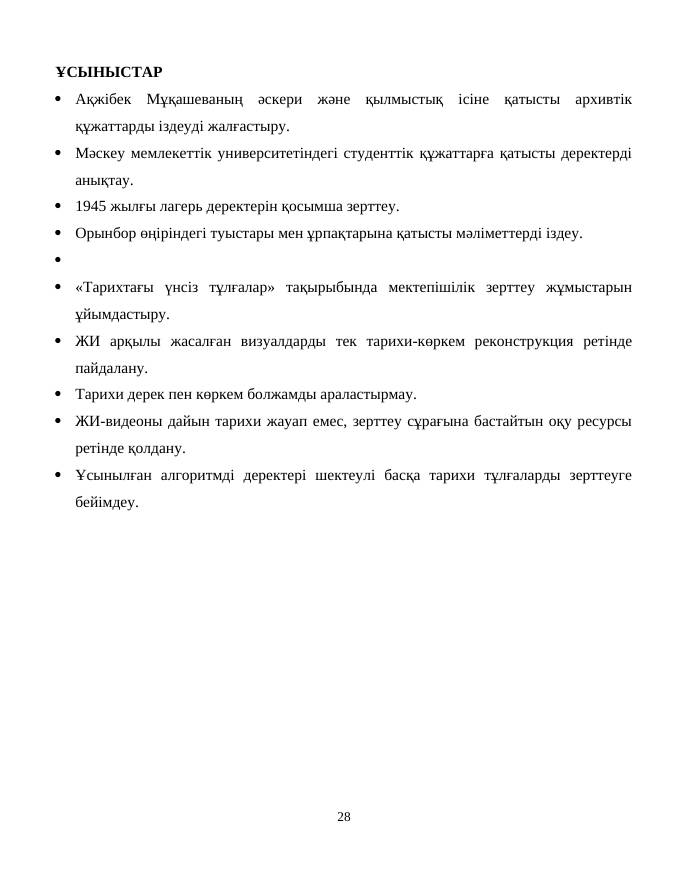 ҰСЫНЫСТАР
• Ақжібек Мұқашеваның әскери және қылмыстық ісіне қатысты архивтік
құжаттарды іздеуді жалғастыру.
• Мәскеу мемлекеттік университетіндегі студенттік құжаттарға қатысты деректерді
анықтау.
• 1945 жылғы лагерь деректерін қосымша зерттеу.
• Орынбор өңіріндегі туыстары мен ұрпақтарына қатысты мәліметтерді іздеу.
•
• «Тарихтағы үнсіз тұлғалар» тақырыбында мектепішілік зерттеу жұмыстарын
ұйымдастыру.
• ЖИ арқылы жасалған визуалдарды тек тарихи-көркем реконструкция ретінде
пайдалану.
• Тарихи дерек пен көркем болжамды араластырмау.
• ЖИ-видеоны дайын тарихи жауап емес, зерттеу сұрағына бастайтын оқу ресурсы
ретінде қолдану.
• Ұсынылған алгоритмді деректері шектеулі басқа тарихи тұлғаларды зерттеуге
бейімдеу.
28